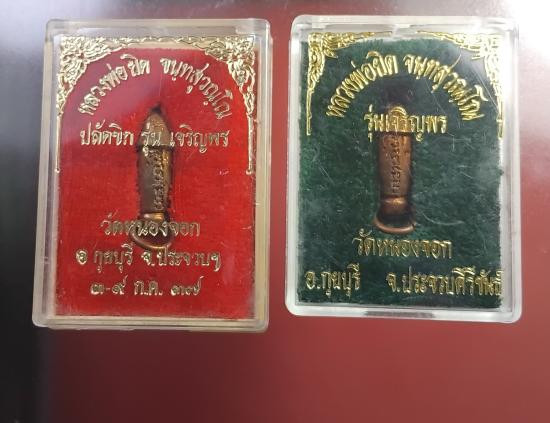 หลวงพ่อยิด จนฺทสุวณฺโณ
ปลัดขิก รุ่น เจริญพร
วัดหนองจอก
อ กุยบุรี จ.ประจวบฯ
๓-๙ ก.ค. ๓๗
หลวงพ่อยิด จนฺทสุวณฺโณ
รุ่นเจริญพร
วัดหนองจอก
อ.กุยบุรี จ.ประจวบคีรีขันธ์